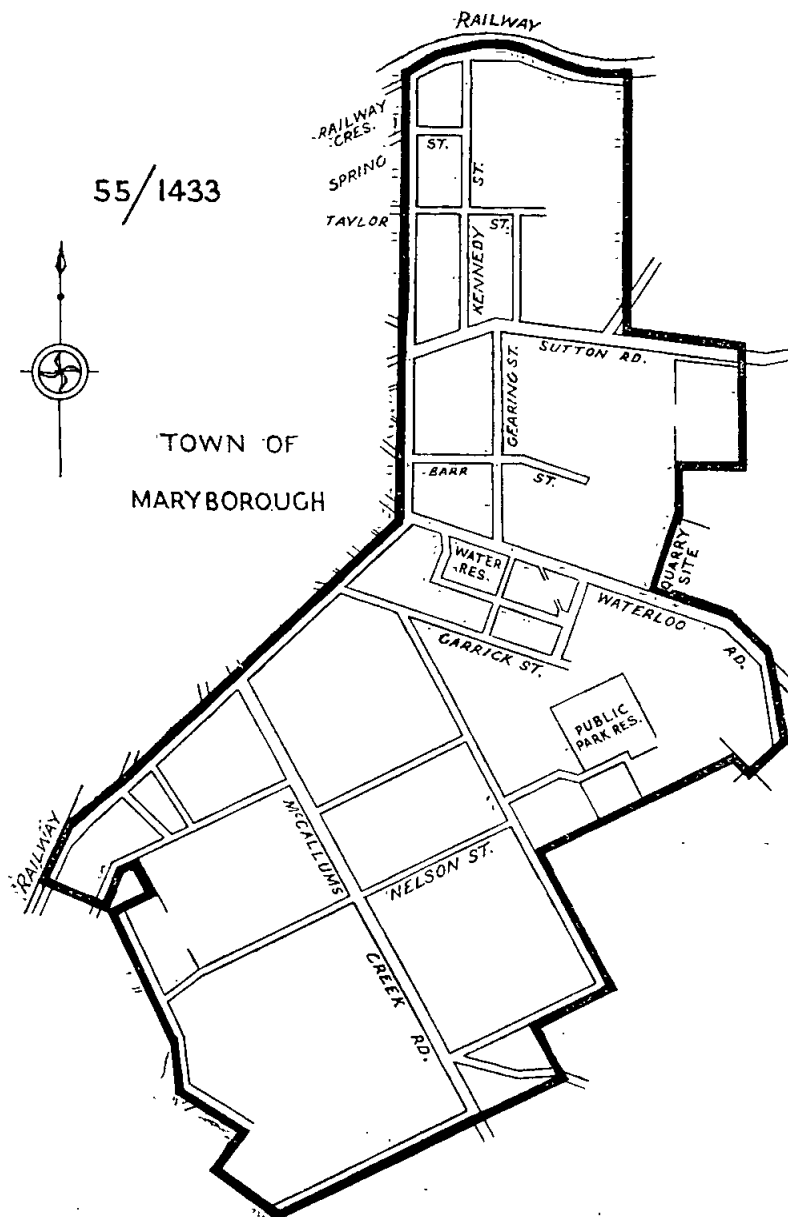 RAILWAY
RAILWAY
CRES.
SPRING
ST.
ST.
55/1433
TAYLOR
ST.
KENNEDY
SUTTON RD.
GEARING ST.
TOWN OF
MARYBOROUGH
BARR
ST.
WATER
RES.
QUARRY
SITE
WATERLOO
RD.
GARRICK ST.
PUBLIC
PARK RES.
RAILWAY
McCALLUMS
NELSON ST.
CREEK
RD.